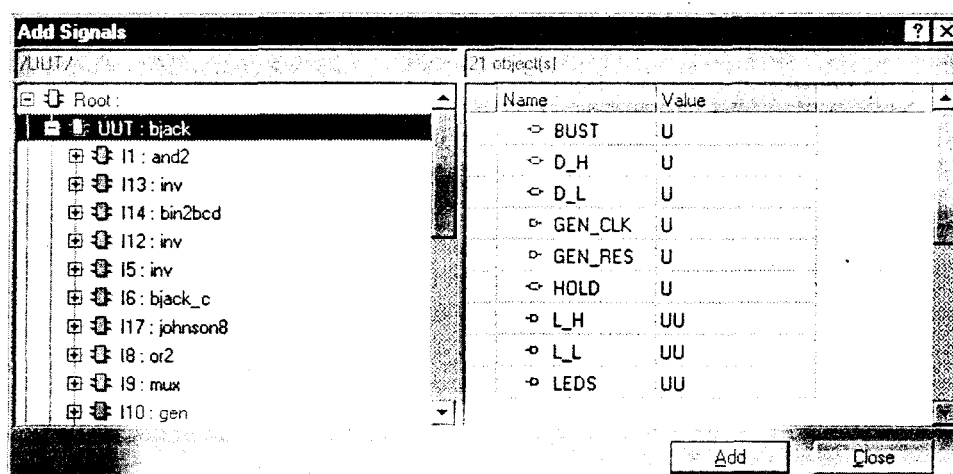 Add Signals
/UUT/
21 object(s)
Root :
UUT : bjack
I1 : and2
I13 : inv
I14 : bin2bcd
I12 : inv
I5 : inv
I6 : bjack_c
I17 : johnson8
I8 : or2
I9 : mux
I10 : gen
Name Value
BUST U
D_H U
D_L U
GEN_CLK U
GEN_RES U
HOLD U
L_H UU
L_L UU
LEDS UU
Add Close